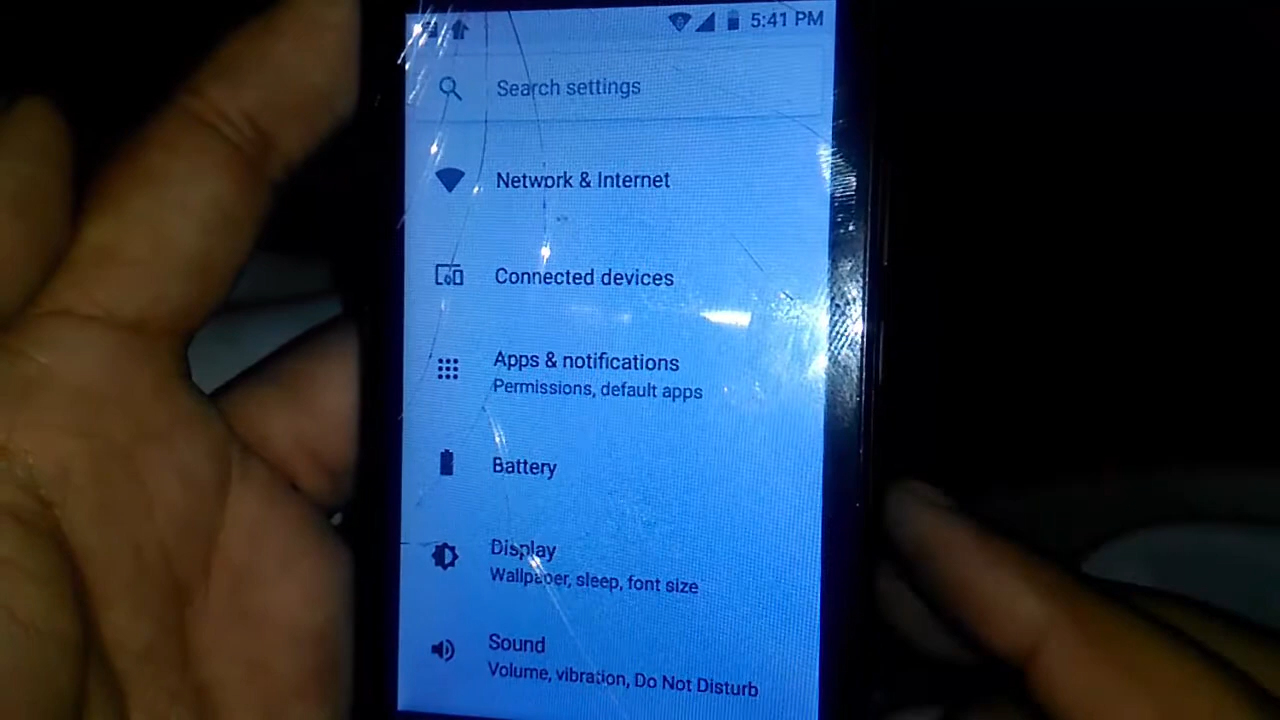 5:41 PM
Search settings
Network & Internet
Connected devices
Apps & notifications
Permissions, default apps
Battery
Display
Wallpaper, sleep, font size
Sound
Volume, vibration, Do Not Disturb